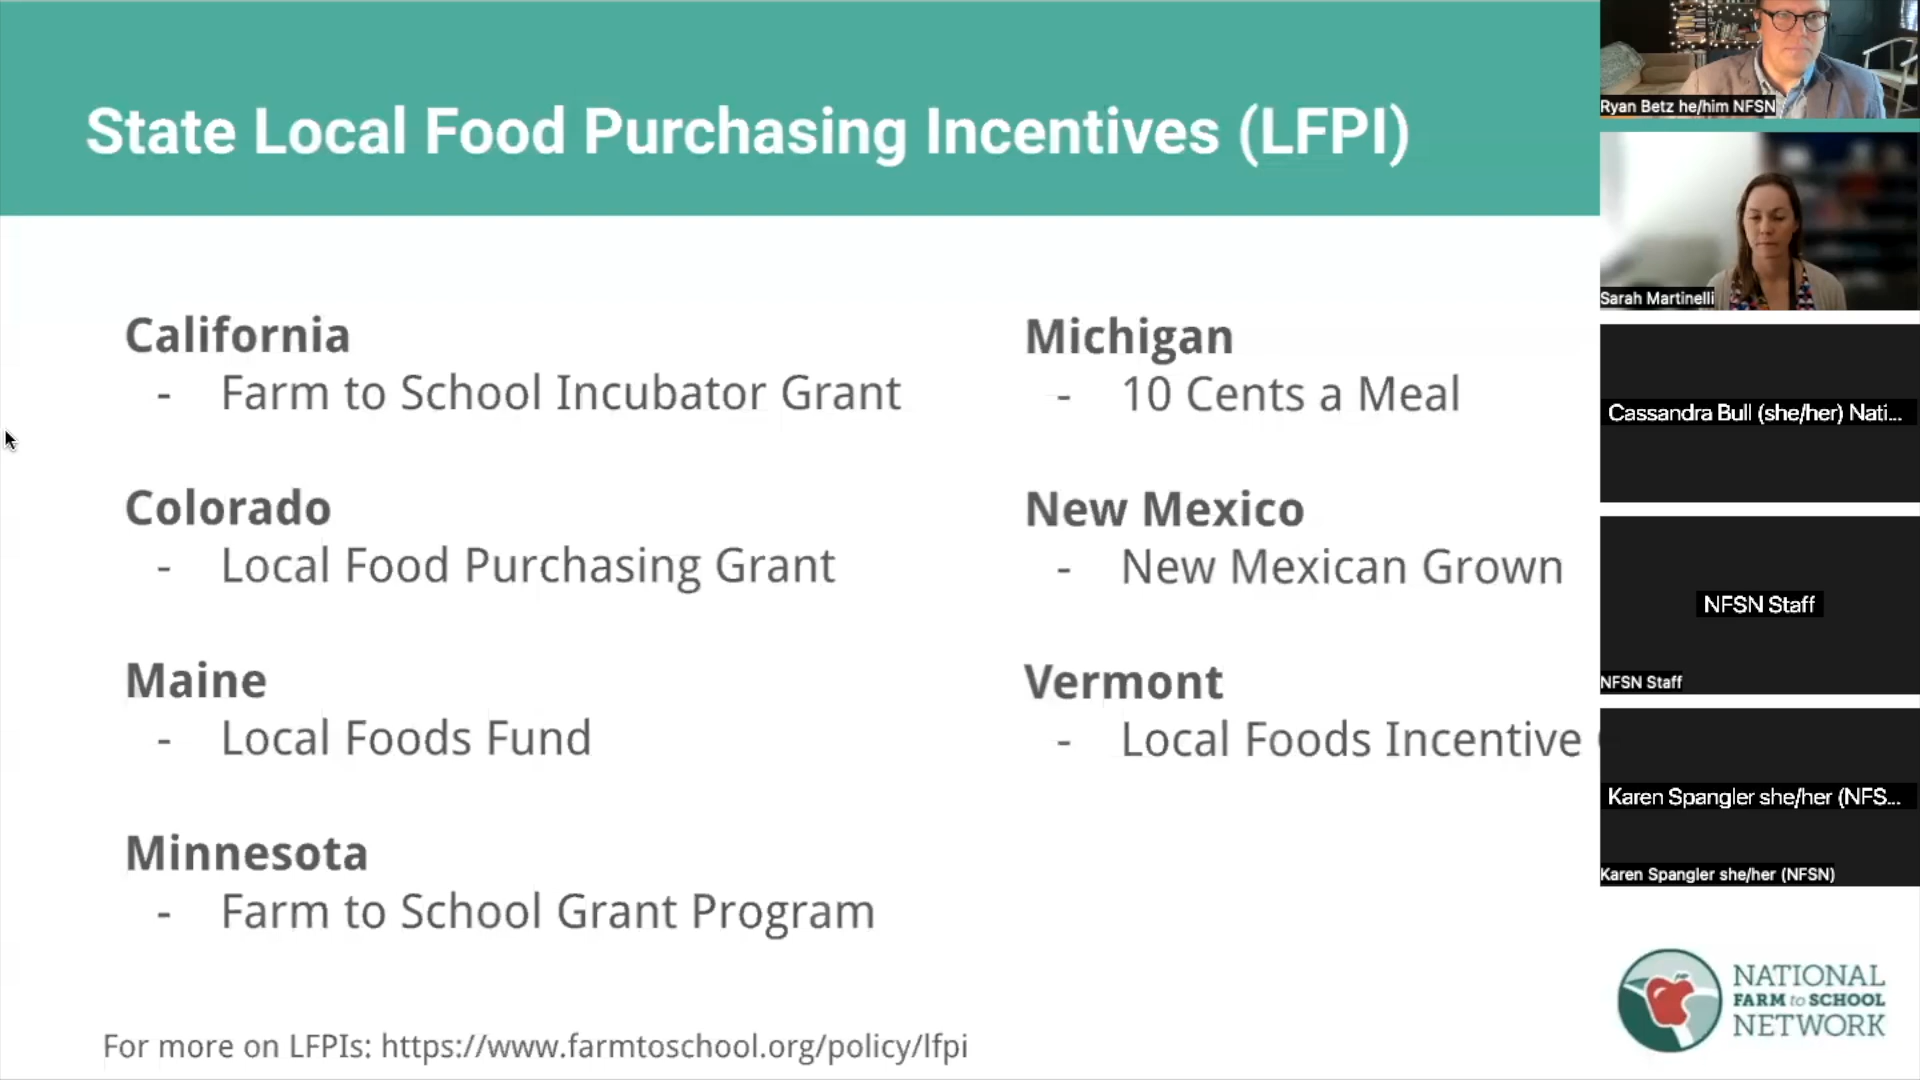 State Local Food Purchasing Incentives (LFPI)
California
- Farm to School Incubator Grant
Colorado
- Local Food Purchasing Grant
Maine
- Local Foods Fund
Minnesota
- Farm to School Grant Program
Michigan
- 10 Cents a Meal
New Mexico
- New Mexican Grown
Vermont
- Local Foods Incentive
For more on LFPIs: https://www.farmtoschool.org/policy/lfpi
Ryan Betz he/him NFSN
Sarah Martinelli
Cassandra Bull (she/her) Nati...
NFSN Staff
NFSN Staff
Karen Spangler she/her (NFS...
Karen Spangler she/her (NFSN)
NATIONAL
FARM to SCHOOL
NETWORK